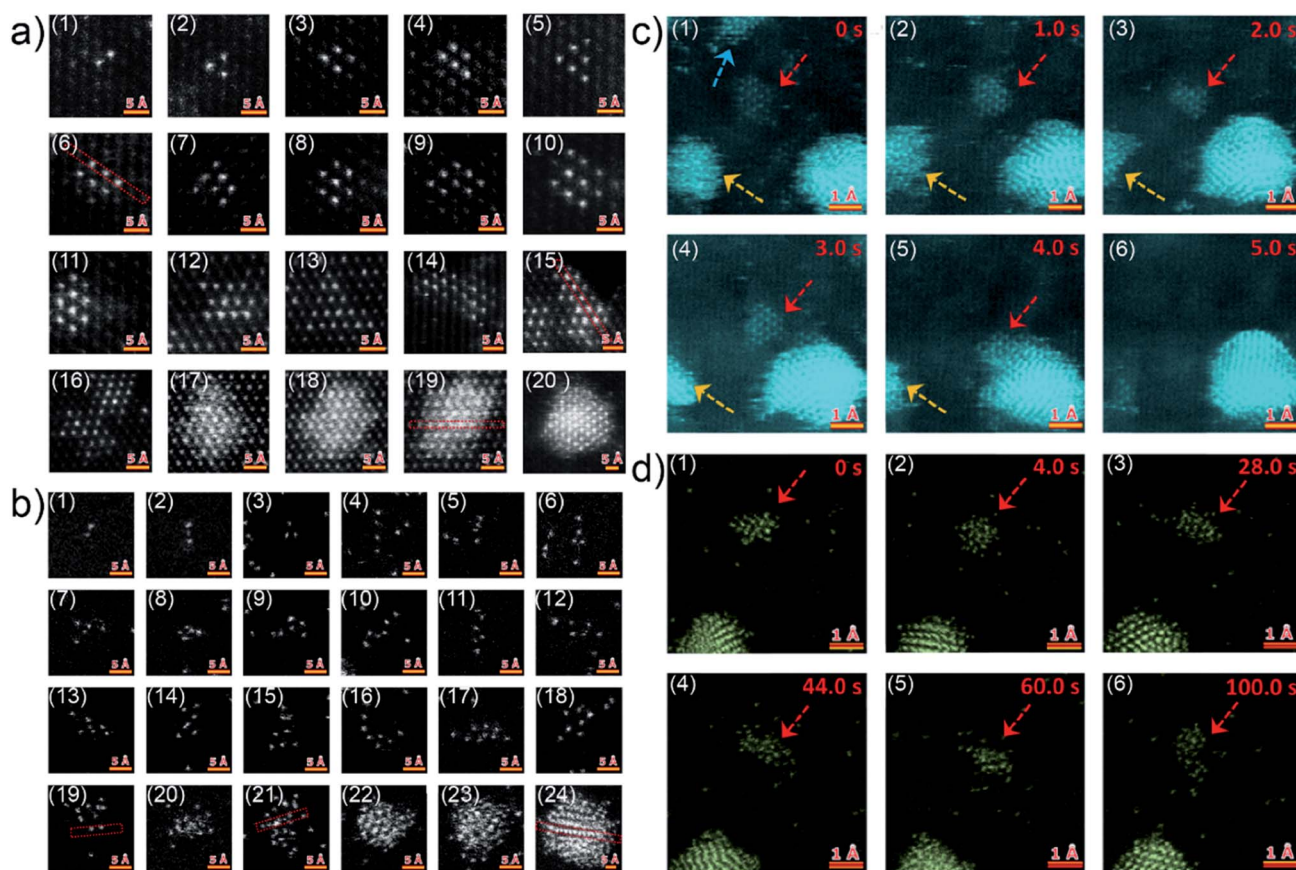 a)
(1) (2) (3) (4) (5)
5 Å 5 Å 5 Å 5 Å 5 Å
(6) (7) (8) (9) (10)
5 Å 5 Å 5 Å 5 Å 5 Å
(11) (12) (13) (14) (15)
5 Å 5 Å 5 Å 5 Å 5 Å
(16) (17) (18) (19) (20)
5 Å 5 Å 5 Å 5 Å 5 Å
b)
(1) (2) (3) (4) (5) (6)
5 Å 5 Å 5 Å 5 Å 5 Å 5 Å
(7) (8) (9) (10) (11) (12)
5 Å 5 Å 5 Å 5 Å 5 Å 5 Å
(13) (14) (15) (16) (17) (18)
5 Å 5 Å 5 Å 5 Å 5 Å 5 Å
(19) (20) (21) (22) (23) (24)
5 Å 5 Å 5 Å 5 Å 5 Å 5 Å
c)
(1) 0 s (2) 1.0 s (3) 2.0 s
1 Å 1 Å 1 Å
(4) 3.0 s (5) 4.0 s (6) 5.0 s
1 Å 1 Å 1 Å
d)
(1) 0 s (2) 4.0 s (3) 28.0 s
1 Å 1 Å 1 Å
(4) 44.0 s (5) 60.0 s (6) 100.0 s
1 Å 1 Å 1 Å